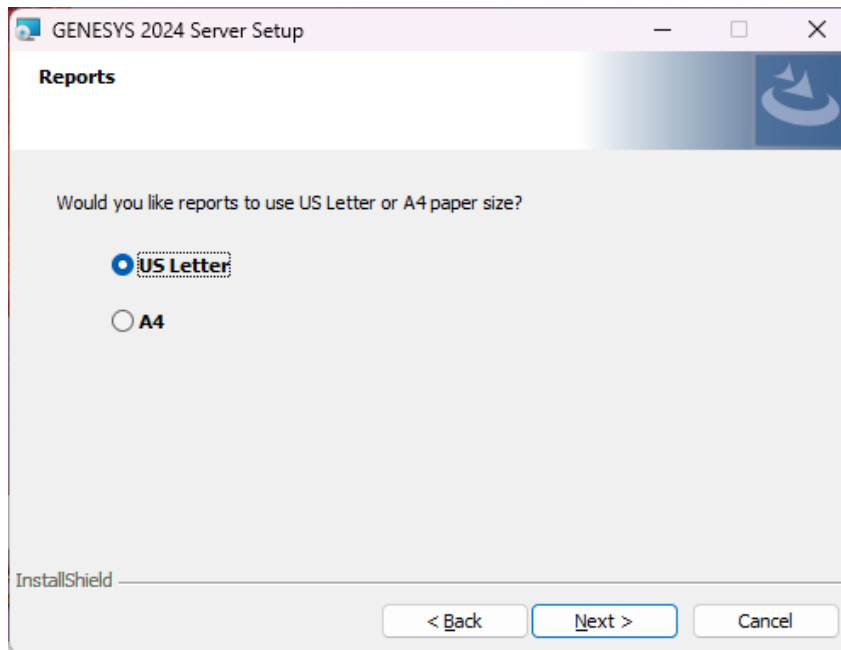 GENESYS 2024 Server Setup
Reports
Would you like reports to use US Letter or A4 paper size?
US Letter
A4
InstallShield
< Back Next > Cancel